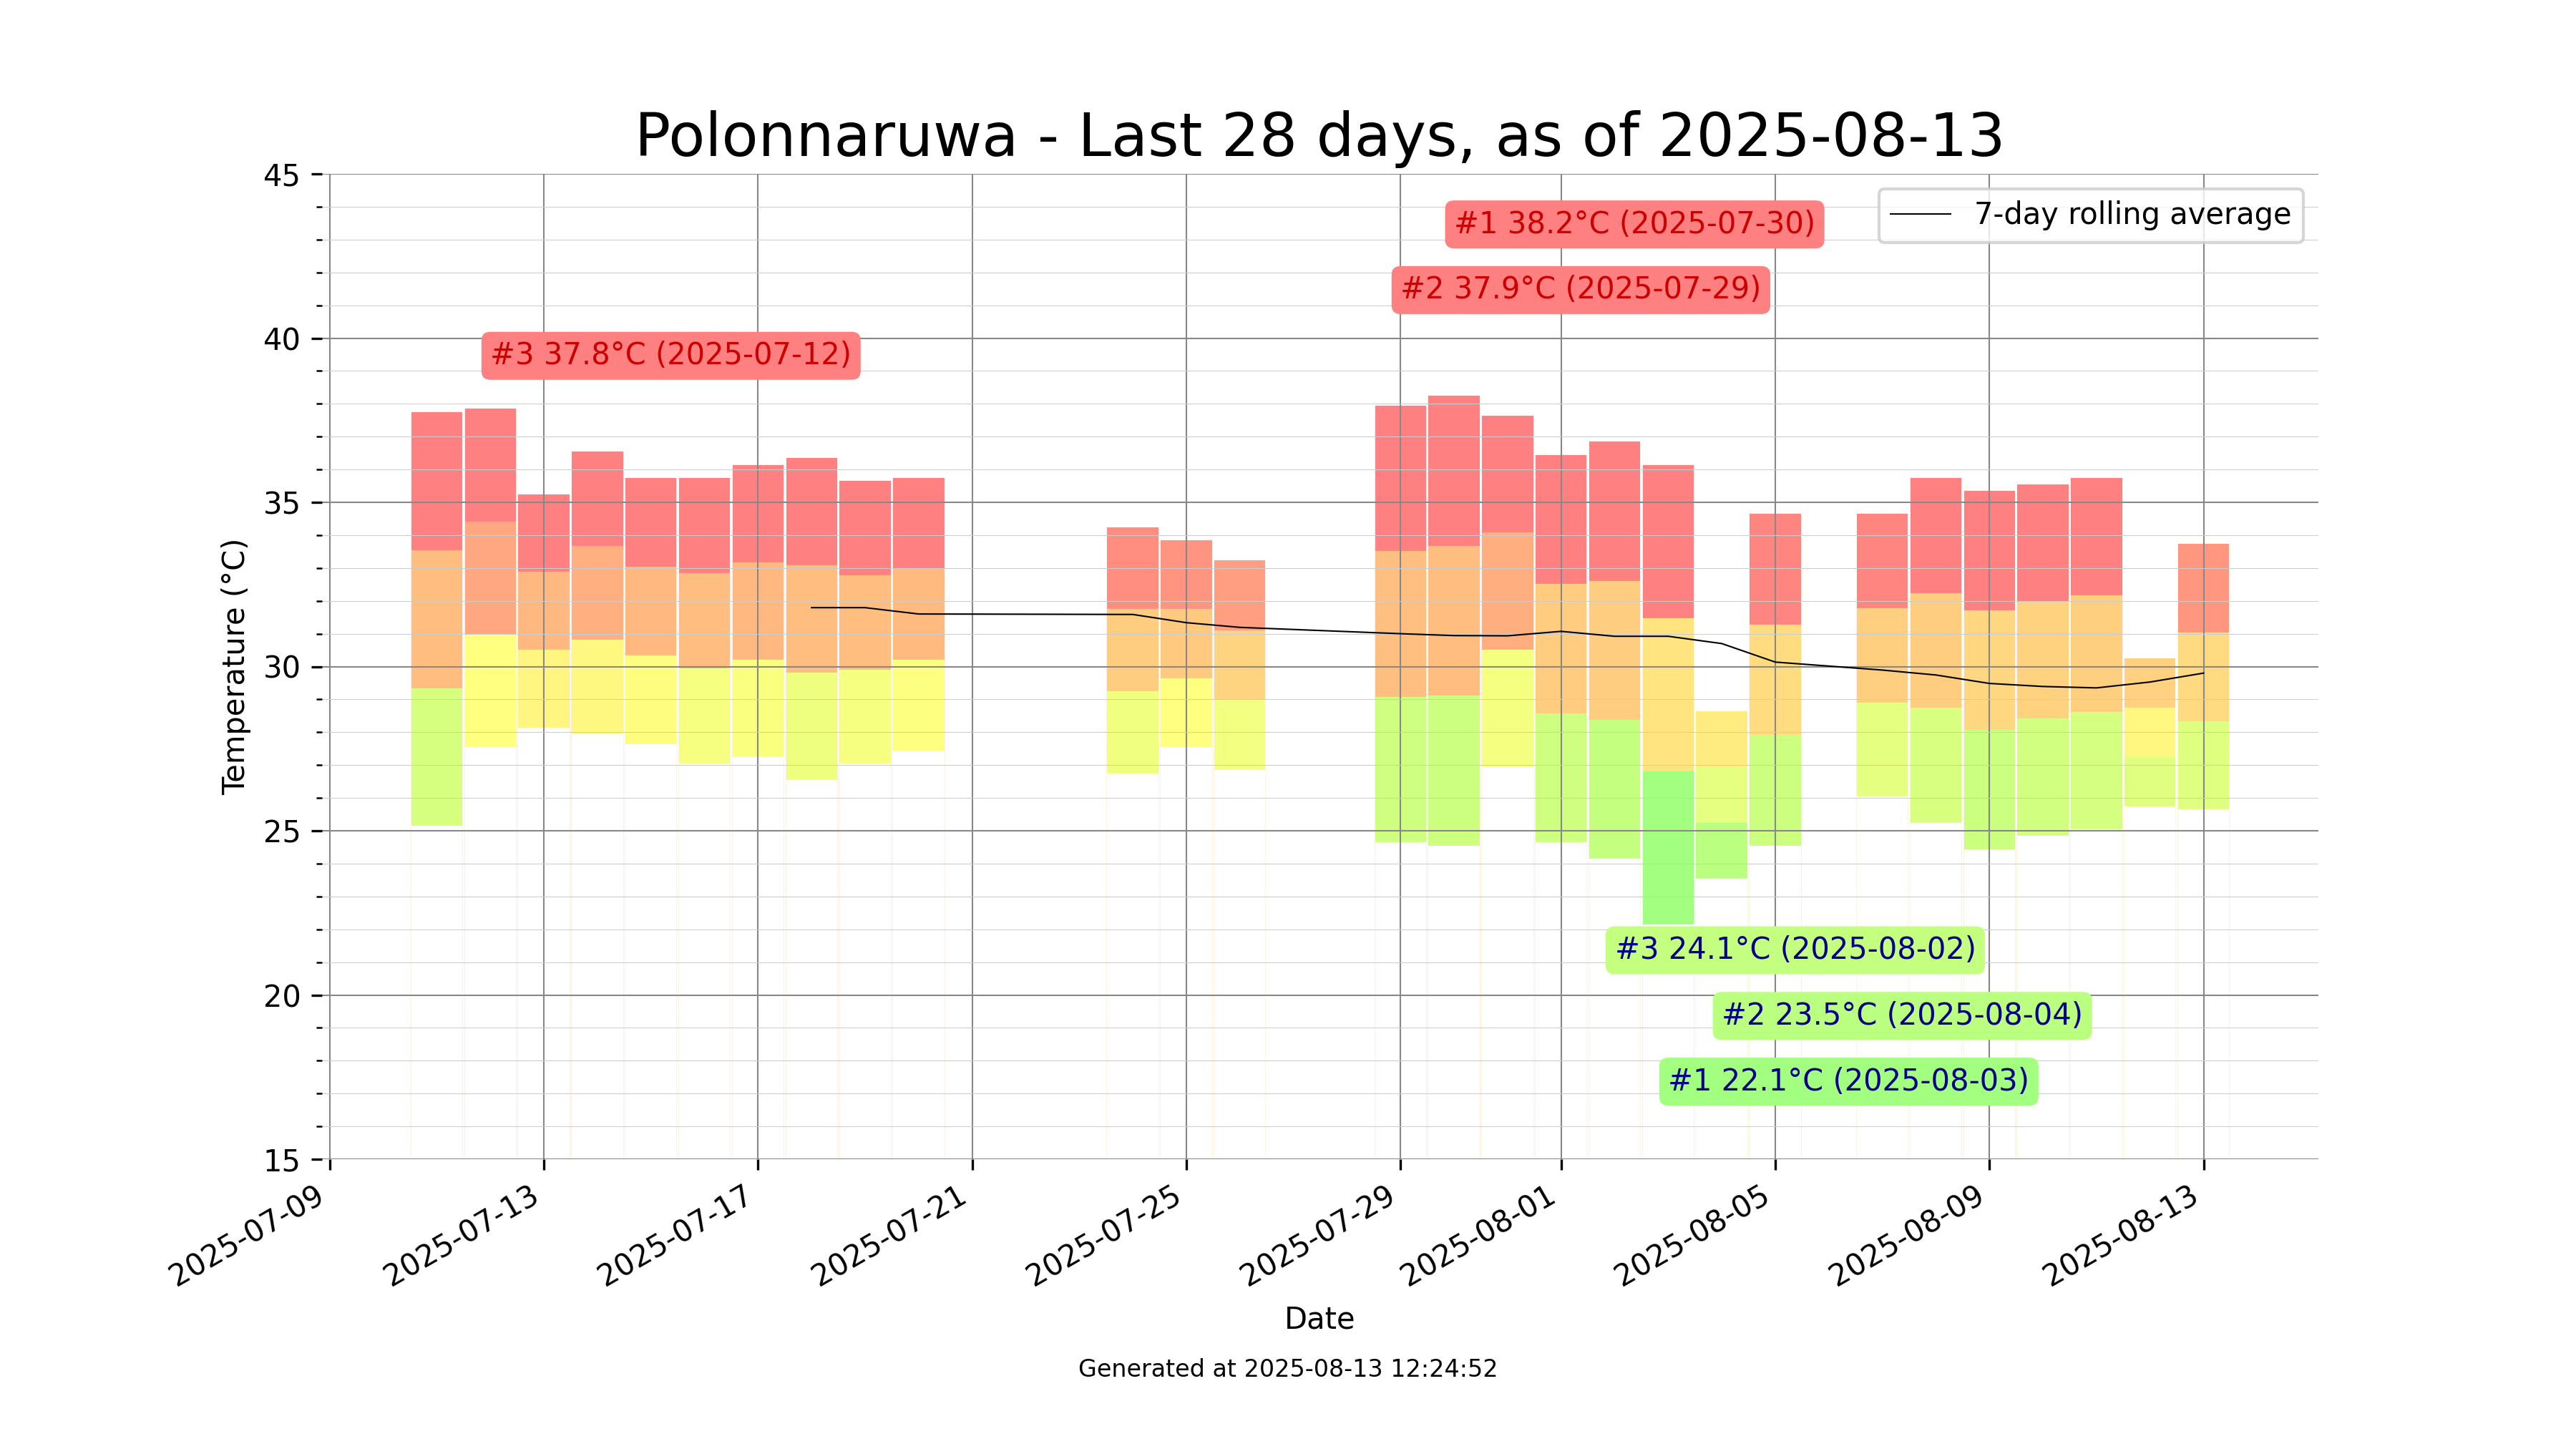 Polonnaruwa - Last 28 days, as of 2025-08-13
45
40
35
30
25
20
15
Temperature (°C)
7-day rolling average
#1 38.2°C (2025-07-30)
#2 37.9°C (2025-07-29)
#3 37.8°C (2025-07-12)
#3 24.1°C (2025-08-02)
#2 23.5°C (2025-08-04)
#1 22.1°C (2025-08-03)
2025-07-09
2025-07-13
2025-07-17
2025-07-21
2025-07-25
2025-07-29
2025-08-01
2025-08-05
2025-08-09
2025-08-13
Date
Generated at 2025-08-13 12:24:52